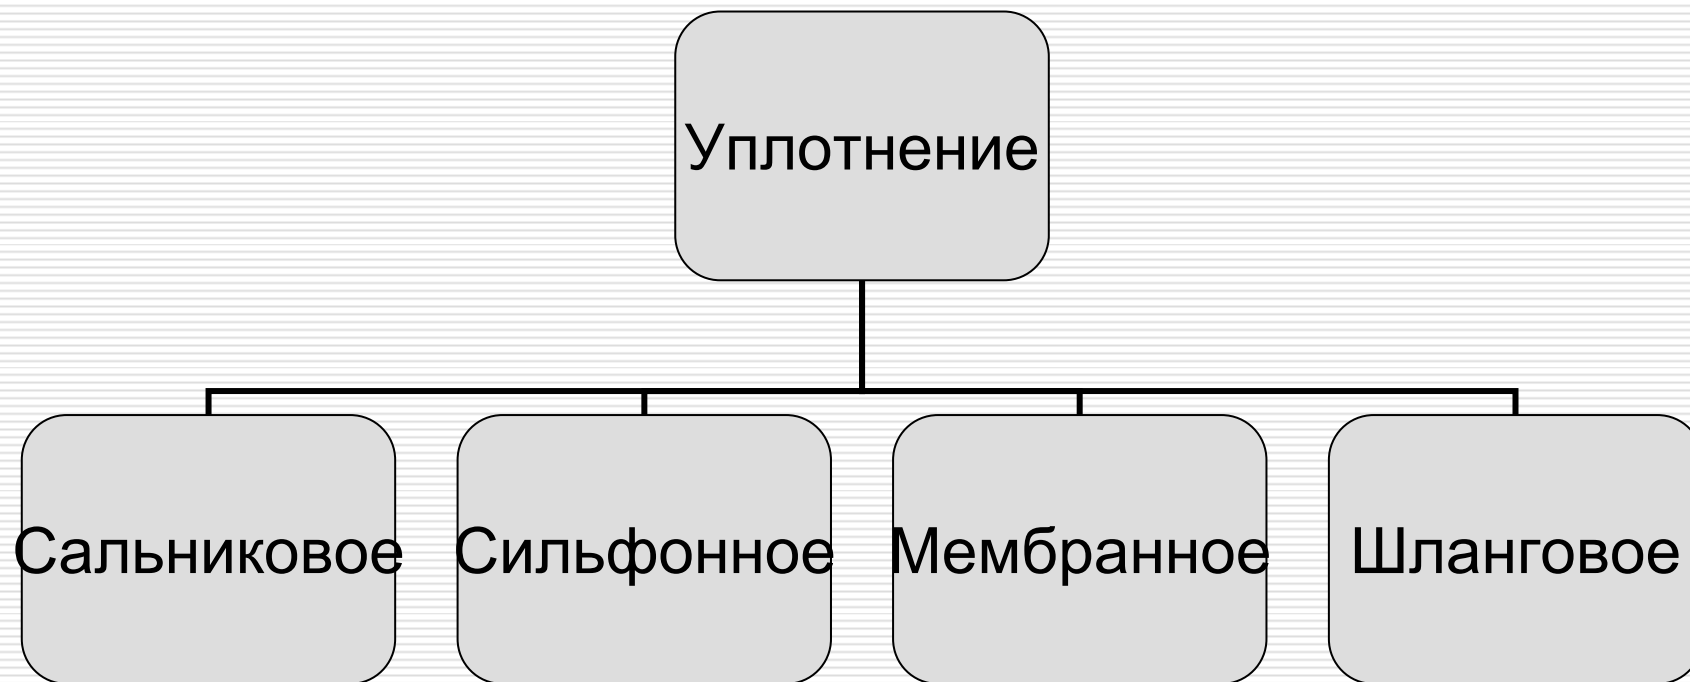 Уплотнение
Сальниковое
Сильфонное
Мембранное
Шланговое